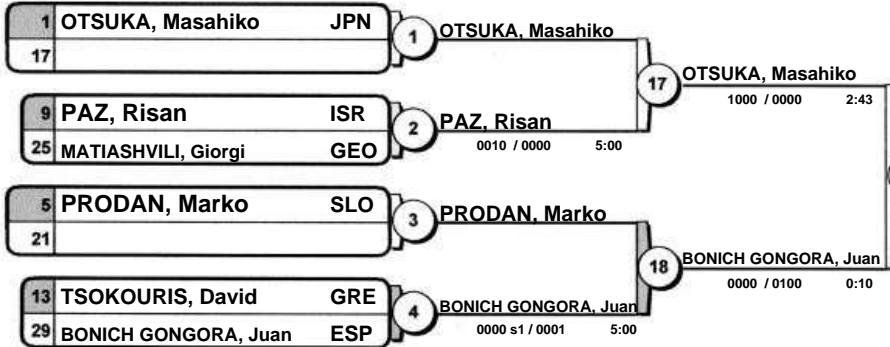 1 OTSUKA, Masahiko JPN
17
1
OTSUKA, Masahiko
9 PAZ, Risan ISR
25 MATIASHVILI, Giorgi GEO
2
PAZ, Risan
0010 / 0000 5:00
17
OTSUKA, Masahiko
1000 / 0000 2:43
5 PRODAN, Marko SLO
21
3
PRODAN, Marko
13 TSOKOURIS, David GRE
29 BONICH GONGORA, Juan ESP
4
BONICH GONGORA, Juan
0000 s1 / 0001 5:00
18
BONICH GONGORA, Juan
0000 / 0100 0:10